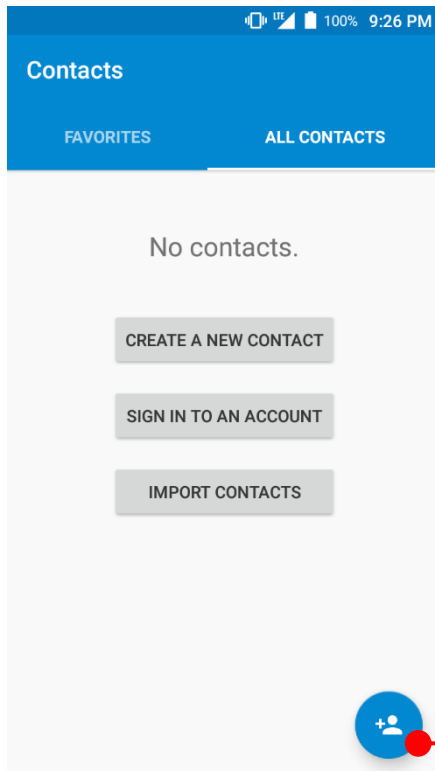 LTE 100% 9:26 PM
Contacts
FAVORITES ALL CONTACTS
No contacts.
CREATE A NEW CONTACT
SIGN IN TO AN ACCOUNT
IMPORT CONTACTS